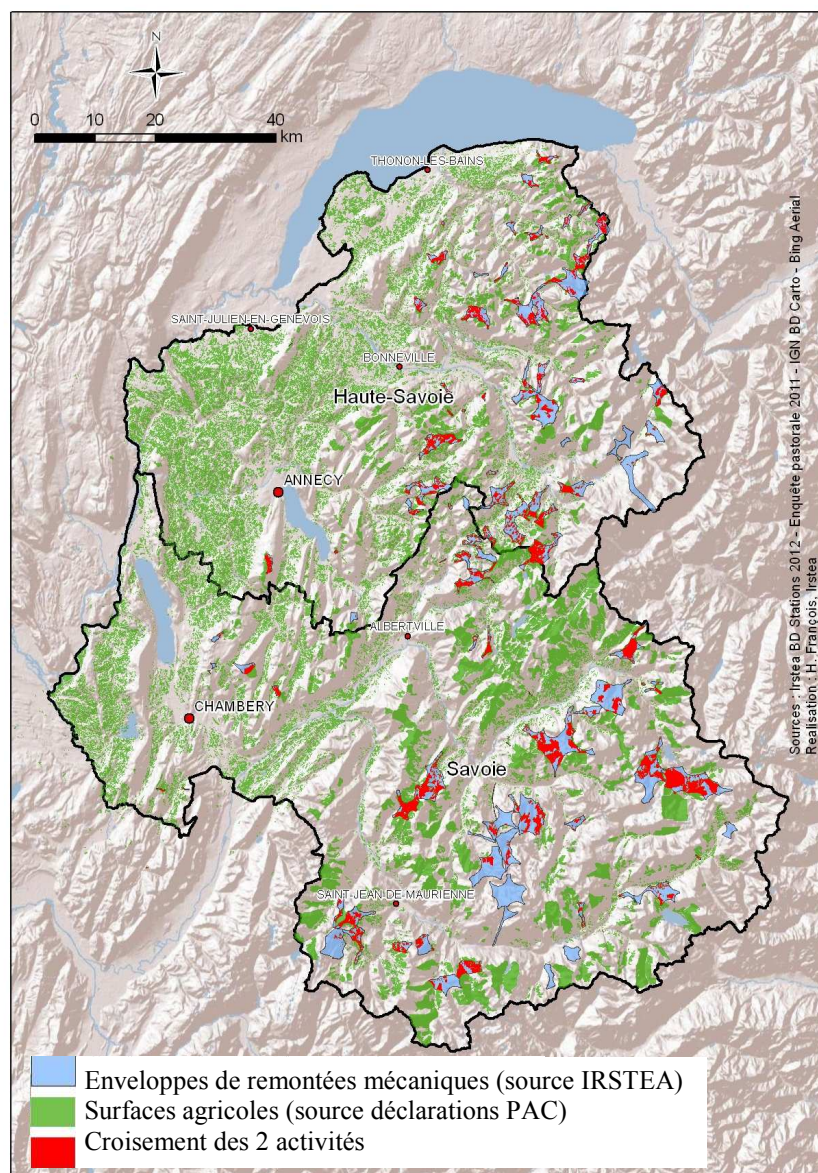 N
0 10 20 40
km
THONON-LES-BAINS
SAINT-JULIEN-EN-GENEVOIS
BONNEVILLE
Haute-Savoie
ANNECY
ALBERTVILLE
CHAMBERY
Savoie
SAINT-JEAN-DE-MAURIENNE
Sources : Irstea BD Stations 2012 - Enquête pastorale 2011 - IGN BD Carto - Bing Aerial
Realisation : H. François, Irstea
Enveloppes de remontées mécaniques (source IRSTEA)
Surfaces agricoles (source déclarations PAC)
Croisement des 2 activités